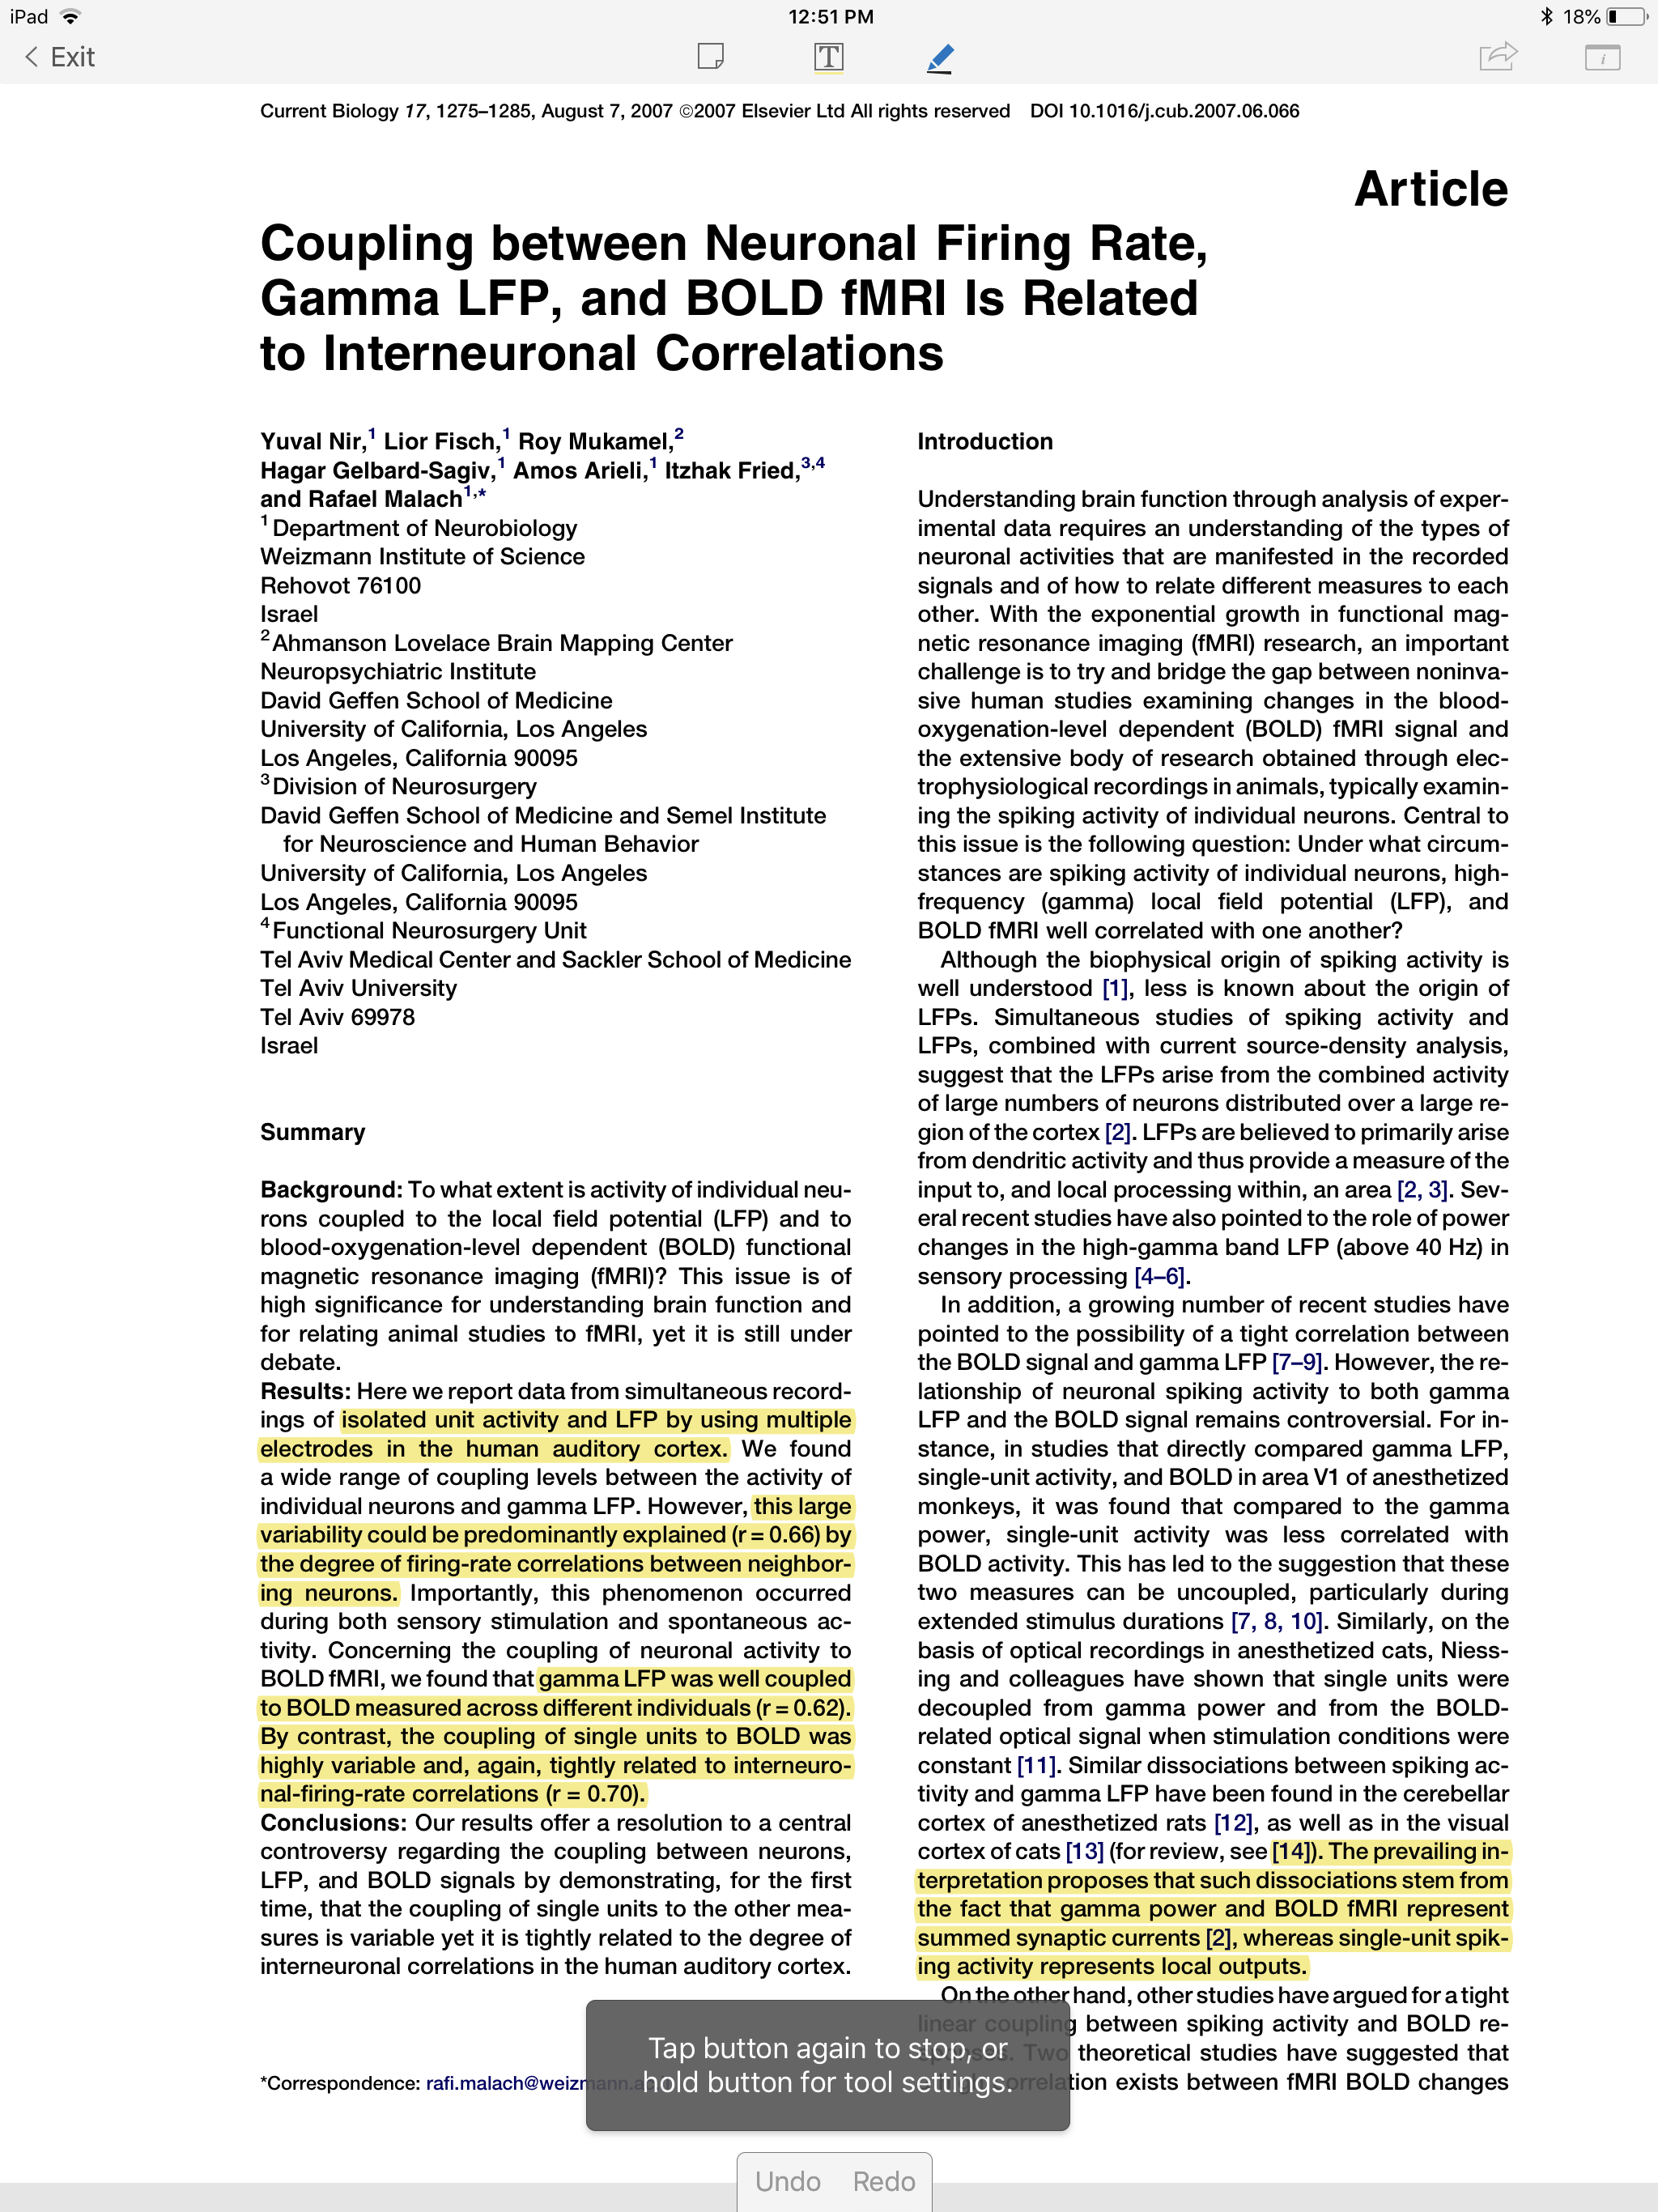 iPad
12:51 PM
18%
Exit
T
i
Current Biology 17, 1275–1285, August 7, 2007 ©2007 Elsevier Ltd All rights reserved DOI 10.1016/j.cub.2007.06.066
Article
Coupling between Neuronal Firing Rate,
Gamma LFP, and BOLD fMRI Is Related
to Interneuronal Correlations
Yuval Nir,1 Lior Fisch,1 Roy Mukamel,2
Hagar Gelbard-Sagiv,1 Amos Arieli,1 Itzhak Fried,3,4
and Rafael Malach1,*
1 Department of Neurobiology
Weizmann Institute of Science
Rehovot 76100
Israel
2 Ahmanson Lovelace Brain Mapping Center
Neuropsychiatric Institute
David Geffen School of Medicine
University of California, Los Angeles
Los Angeles, California 90095
3 Division of Neurosurgery
David Geffen School of Medicine and Semel Institute
for Neuroscience and Human Behavior
University of California, Los Angeles
Los Angeles, California 90095
4 Functional Neurosurgery Unit
Tel Aviv Medical Center and Sackler School of Medicine
Tel Aviv University
Tel Aviv 69978
Israel
Summary
Background: To what extent is activity of individual neu-
rons coupled to the local field potential (LFP) and to
blood-oxygenation-level dependent (BOLD) functional
magnetic resonance imaging (fMRI)? This issue is of
high significance for understanding brain function and
for relating animal studies to fMRI, yet it is still under
debate.
Results: Here we report data from simultaneous record-
ings of isolated unit activity and LFP by using multiple
electrodes in the human auditory cortex. We found
a wide range of coupling levels between the activity of
individual neurons and gamma LFP. However, this large
variability could be predominantly explained (r = 0.66) by
the degree of firing-rate correlations between neighbor-
ing neurons. Importantly, this phenomenon occurred
during both sensory stimulation and spontaneous ac-
tivity. Concerning the coupling of neuronal activity to
BOLD fMRI, we found that gamma LFP was well coupled
to BOLD measured across different individuals (r = 0.62).
By contrast, the coupling of single units to BOLD was
highly variable and, again, tightly related to interneuro-
nal-firing-rate correlations (r = 0.70).
Conclusions: Our results offer a resolution to a central
controversy regarding the coupling between neurons,
LFP, and BOLD signals by demonstrating, for the first
time, that the coupling of single units to the other mea-
sures is variable yet it is tightly related to the degree of
interneuronal correlations in the human auditory cortex.
*Correspondence: rafi.malach@weizmann.a
Introduction
Understanding brain function through analysis of exper-
imental data requires an understanding of the types of
neuronal activities that are manifested in the recorded
signals and of how to relate different measures to each
other. With the exponential growth in functional mag-
netic resonance imaging (fMRI) research, an important
challenge is to try and bridge the gap between noninva-
sive human studies examining changes in the blood-
oxygenation-level dependent (BOLD) fMRI signal and
the extensive body of research obtained through elec-
trophysiological recordings in animals, typically examin-
ing the spiking activity of individual neurons. Central to
this issue is the following question: Under what circum-
stances are spiking activity of individual neurons, high-
frequency (gamma) local field potential (LFP), and
BOLD fMRI well correlated with one another?
Although the biophysical origin of spiking activity is
well understood [1], less is known about the origin of
LFPs. Simultaneous studies of spiking activity and
LFPs, combined with current source-density analysis,
suggest that the LFPs arise from the combined activity
of large numbers of neurons distributed over a large re-
gion of the cortex [2]. LFPs are believed to primarily arise
from dendritic activity and thus provide a measure of the
input to, and local processing within, an area [2, 3]. Sev-
eral recent studies have also pointed to the role of power
changes in the high-gamma band LFP (above 40 Hz) in
sensory processing [4–6].
In addition, a growing number of recent studies have
pointed to the possibility of a tight correlation between
the BOLD signal and gamma LFP [7–9]. However, the re-
lationship of neuronal spiking activity to both gamma
LFP and the BOLD signal remains controversial. For in-
stance, in studies that directly compared gamma LFP,
single-unit activity, and BOLD in area V1 of anesthetized
monkeys, it was found that compared to the gamma
power, single-unit activity was less correlated with
BOLD activity. This has led to the suggestion that these
two measures can be uncoupled, particularly during
extended stimulus durations [7, 8, 10]. Similarly, on the
basis of optical recordings in anesthetized cats, Niess-
ing and colleagues have shown that single units were
decoupled from gamma power and from the BOLD-
related optical signal when stimulation conditions were
constant [11]. Similar dissociations between spiking ac-
tivity and gamma LFP have been found in the cerebellar
cortex of anesthetized rats [12], as well as in the visual
cortex of cats [13] (for review, see [14]). The prevailing in-
terpretation proposes that such dissociations stem from
the fact that gamma power and BOLD fMRI represent
summed synaptic currents [2], whereas single-unit spik-
ing activity represents local outputs.
On the other hand, other studies have argued for a tight
linear coupling between spiking activity and BOLD re-
Two theoretical studies have suggested that
correlation exists between fMRI BOLD changes
Tap button again to stop, or
hold button for tool settings.
Undo Redo